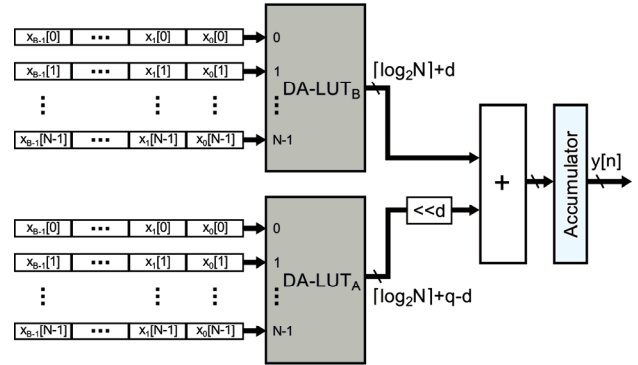 x_{B-1}[0] ••• x_1[0] x_0[0] 0
x_{B-1}[1] ••• x_1[1] x_0[1] 1
x_{B-1}[N-1] ••• x_1[N-1] x_0[N-1] N-1
DA-LUT_B
⌈log_2N⌉+d
x_{B-1}[0] ••• x_1[0] x_0[0] 0
x_{B-1}[1] ••• x_1[1] x_0[1] 1
x_{B-1}[N-1] ••• x_1[N-1] x_0[N-1] N-1
DA-LUT_A
⌈log_2N⌉+q-d
<<d
+
Accumulator
y[n]